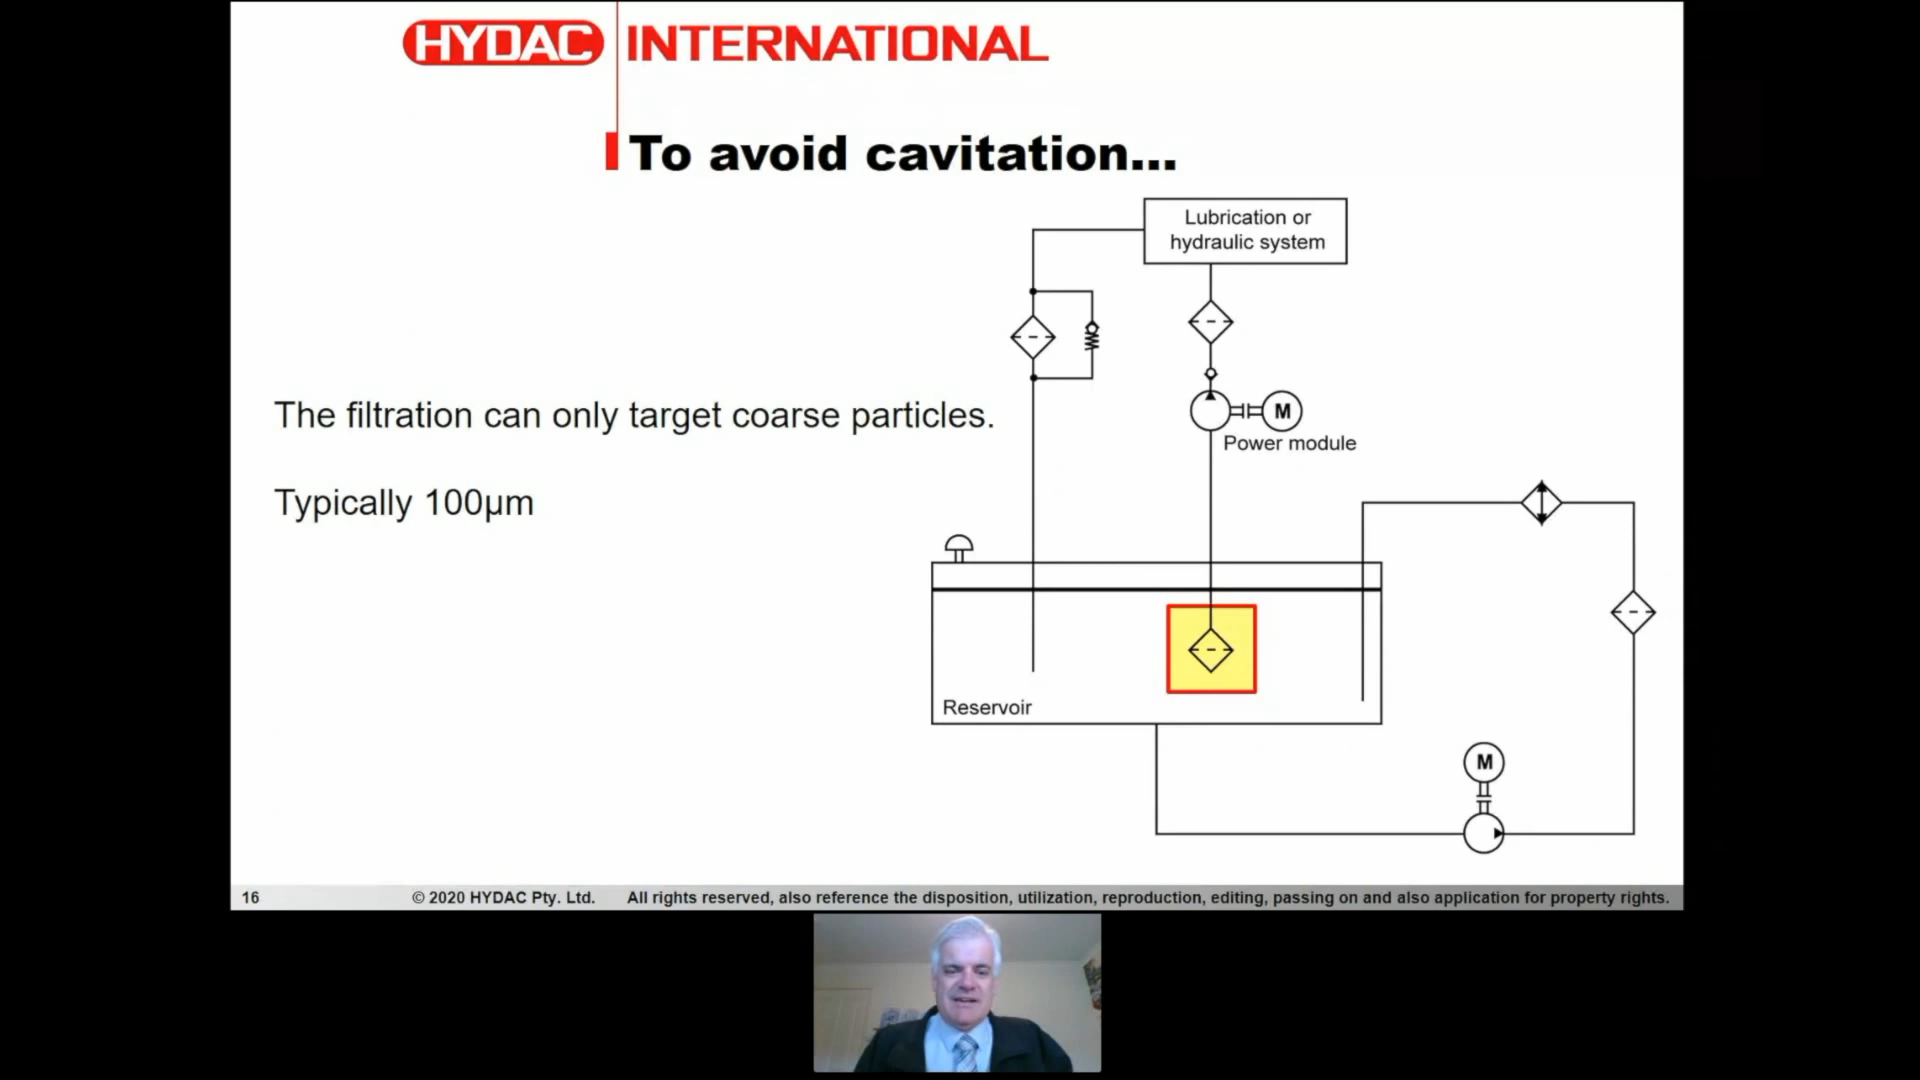 HYDAC INTERNATIONAL
To avoid cavitation...
Lubrication or
hydraulic system
The filtration can only target coarse particles.
M
Power module
Typically 100µm
Reservoir
M
16 © 2020 HYDAC Pty. Ltd. All rights reserved, also reference the disposition, utilization, reproduction, editing, passing on and also application for property rights.